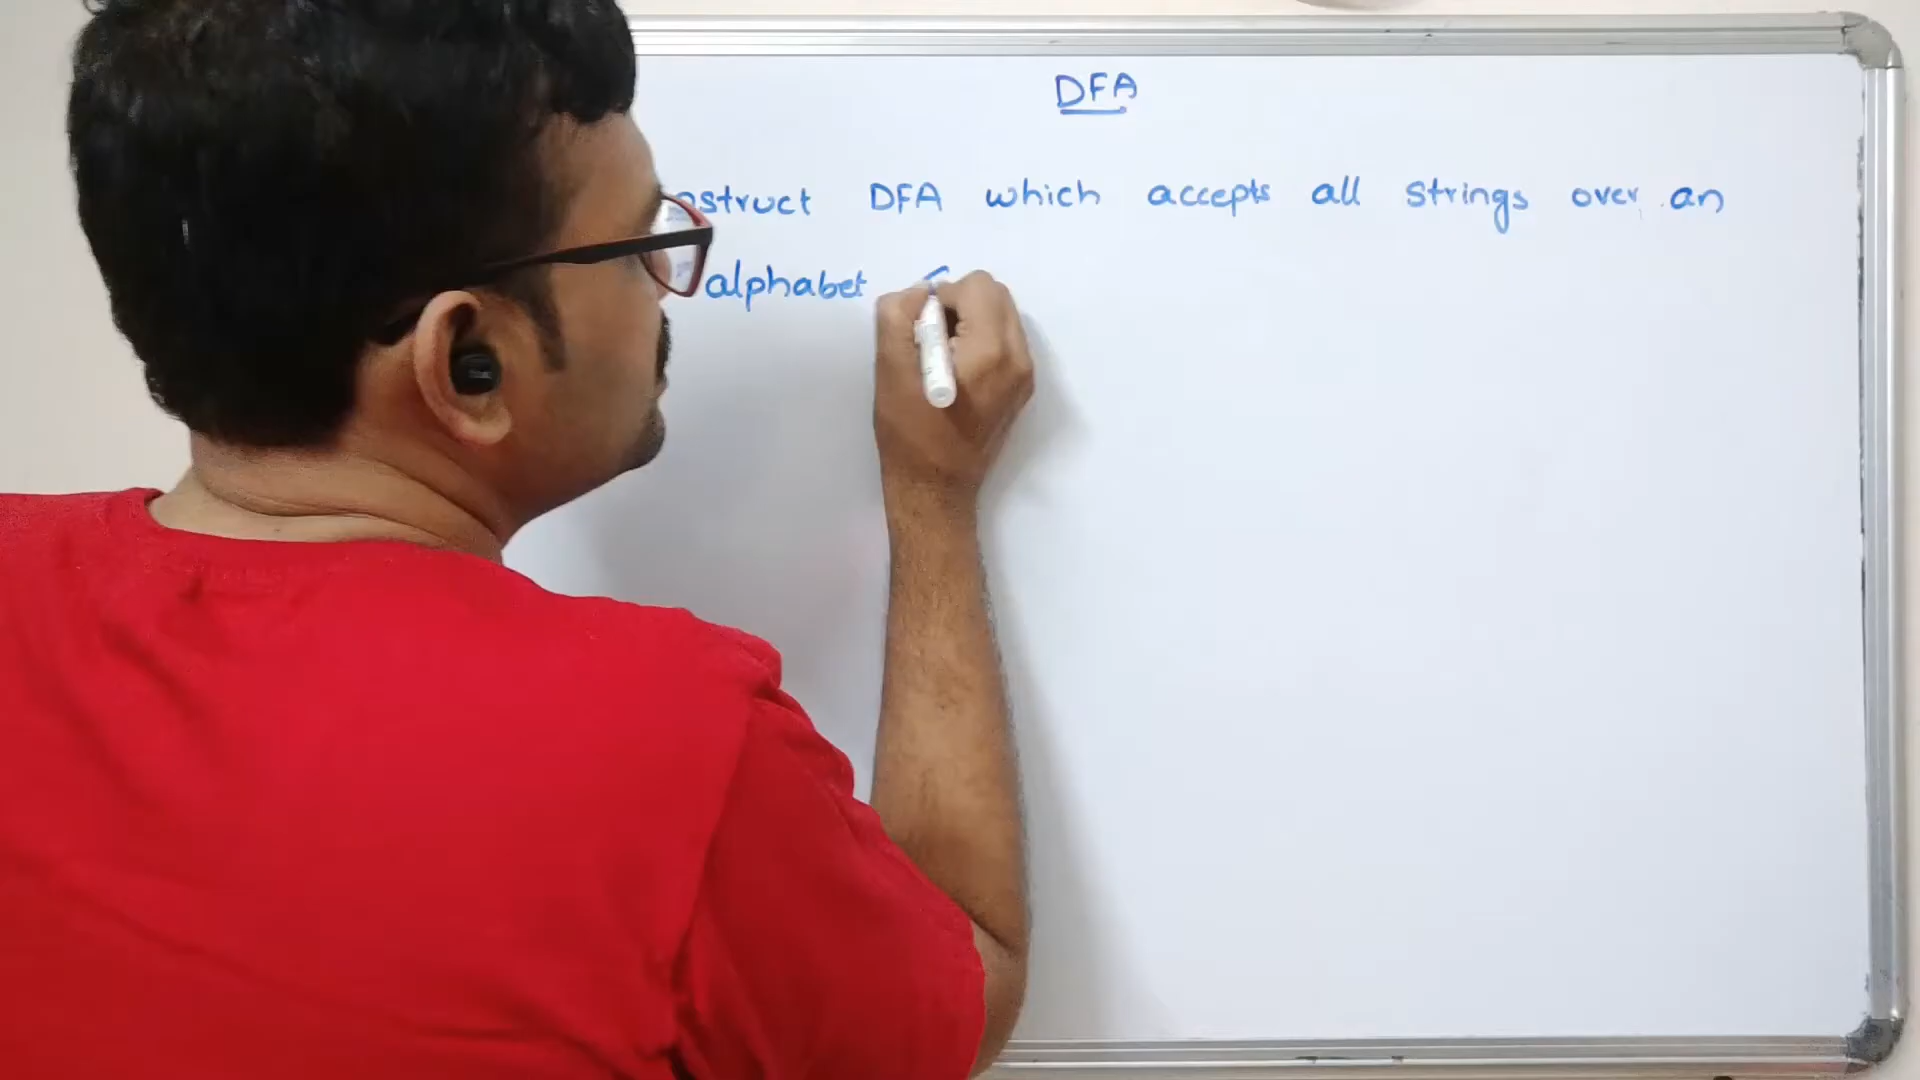 DFA
nstruct DFA which accepts all strings over an
alphabet